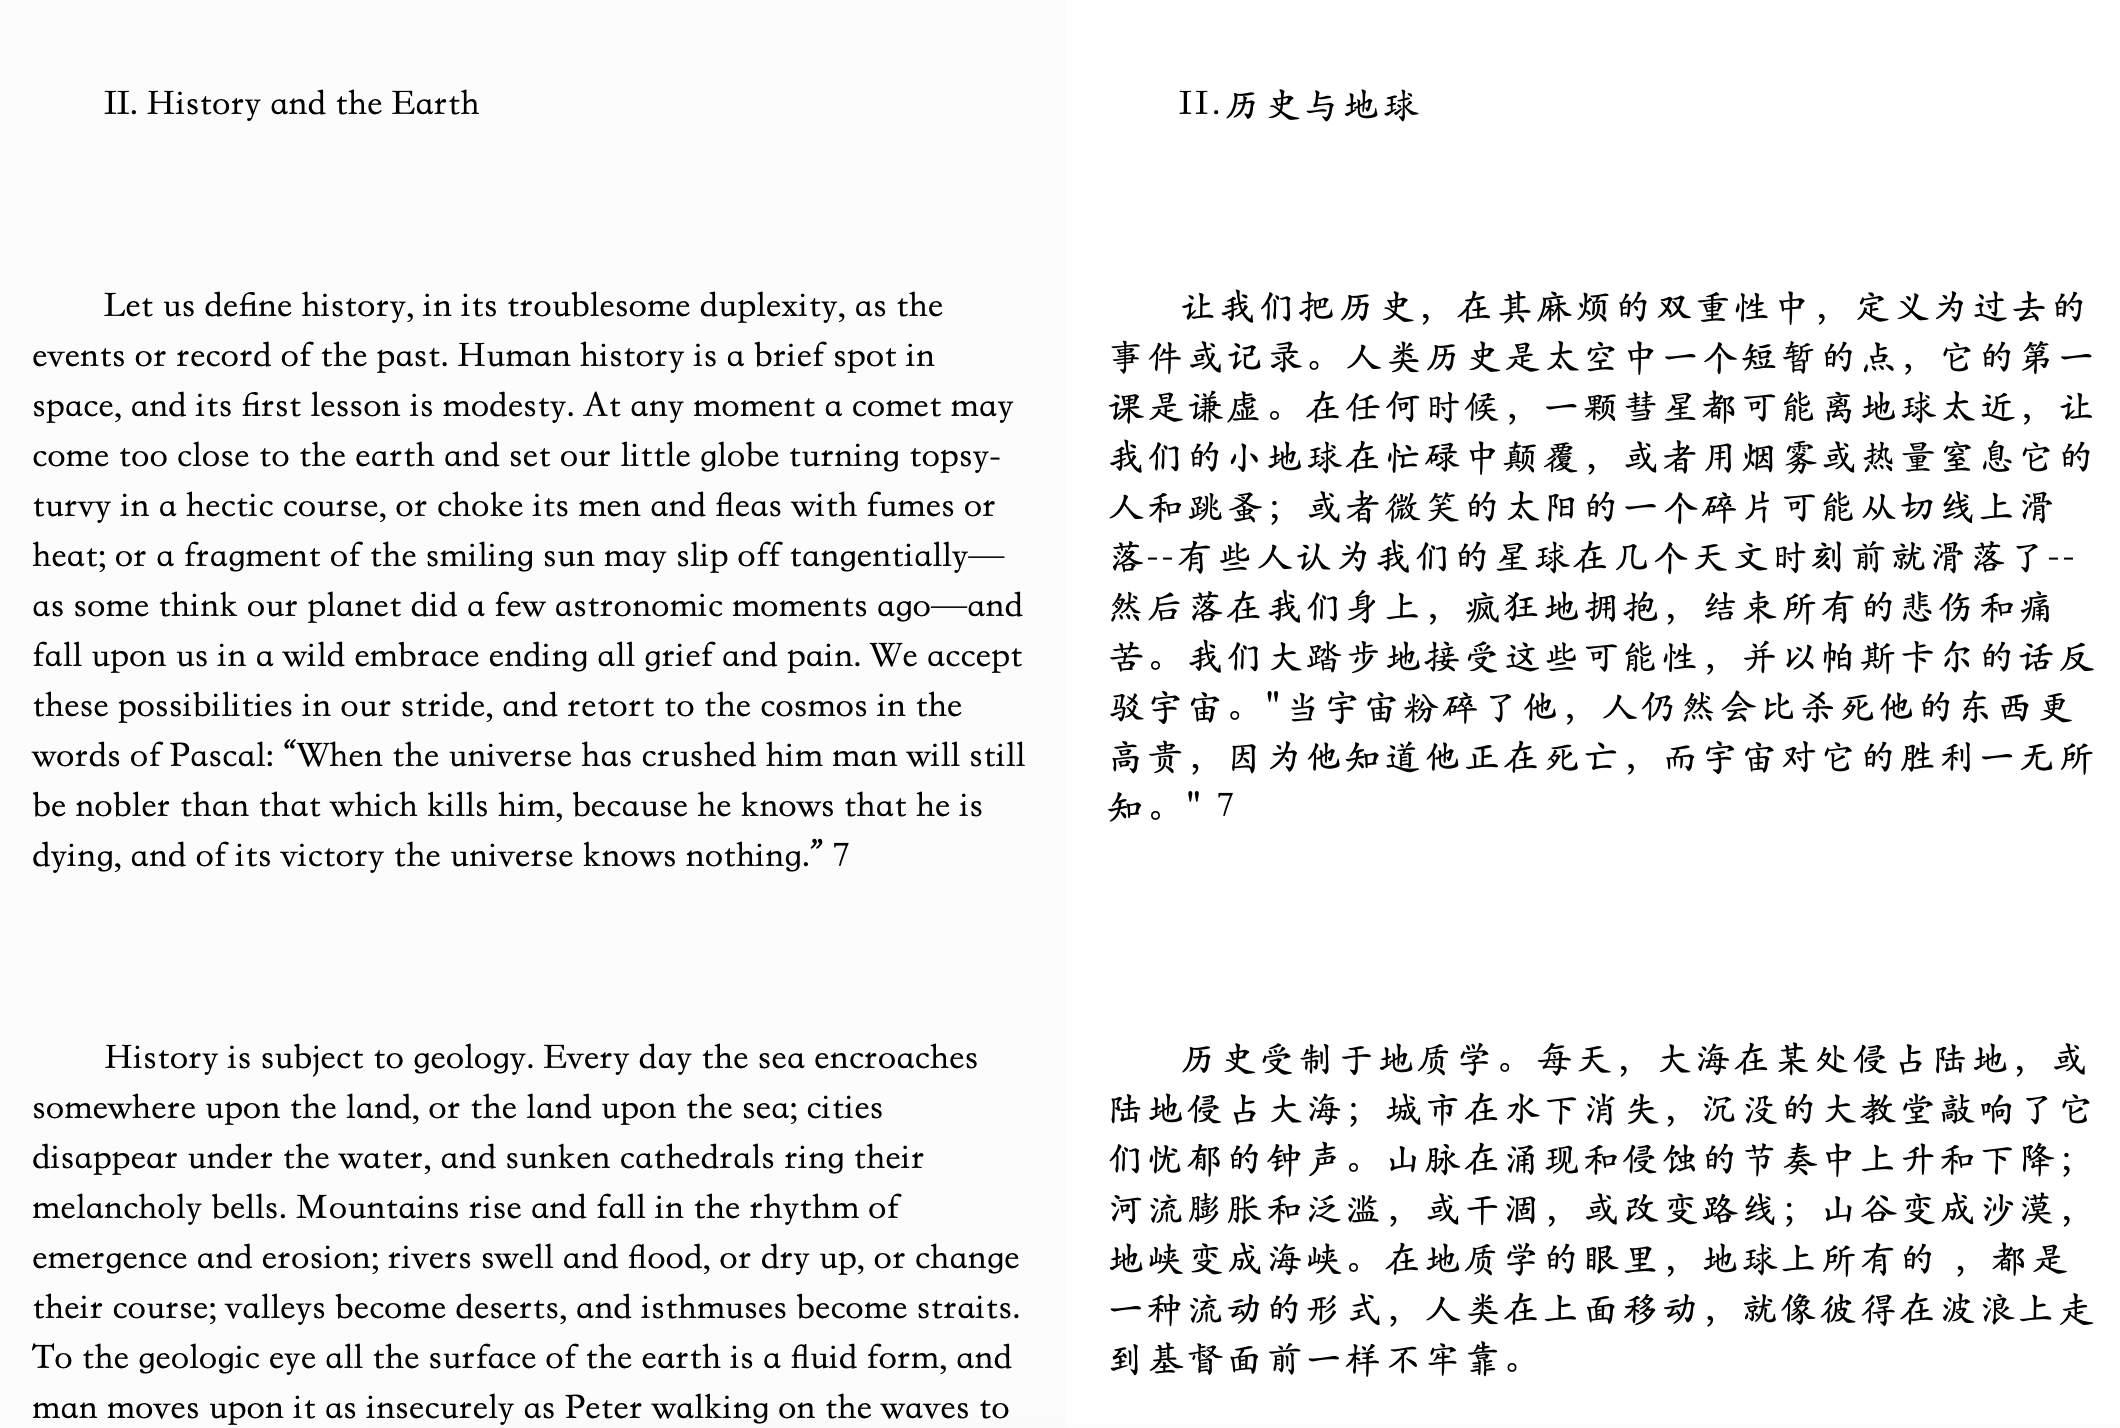 II. History and the Earth
Let us define history, in its troublesome duplexity, as the
events or record of the past. Human history is a brief spot in
space, and its first lesson is modesty. At any moment a comet may
come too close to the earth and set our little globe turning topsy-
turvy in a hectic course, or choke its men and fleas with fumes or
heat; or a fragment of the smiling sun may slip off tangentially—
as some think our planet did a few astronomic moments ago—and
fall upon us in a wild embrace ending all grief and pain. We accept
these possibilities in our stride, and retort to the cosmos in the
words of Pascal: “When the universe has crushed him man will still
be nobler than that which kills him, because he knows that he is
dying, and of its victory the universe knows nothing.” 7
History is subject to geology. Every day the sea encroaches
somewhere upon the land, or the land upon the sea; cities
disappear under the water, and sunken cathedrals ring their
melancholy bells. Mountains rise and fall in the rhythm of
emergence and erosion; rivers swell and flood, or dry up, or change
their course; valleys become deserts, and isthmuses become straits.
To the geologic eye all the surface of the earth is a fluid form, and
man moves upon it as insecurely as Peter walking on the waves to
II.历史与地球
让我们把历史，在其麻烦的双重性中，定义为过去的
事件或记录。人类历史是太空中一个短暂的点，它的第一
课是谦虚。在任何时候，一颗彗星都可能离地球太近，让
我们的小地球在忙碌中颠覆，或者用烟雾或热量窒息它的
人和跳蚤；或者微笑的太阳的一个碎片可能从切线上滑
落--有些人认为我们的星球在几个天文时刻前就滑落了--
然后落在我们身上，疯狂地拥抱，结束所有的悲伤和痛
苦。我们大踏步地接受这些可能性，并以帕斯卡尔的话反
驳宇宙。"当宇宙粉碎了他，人仍然会比杀死他的东西更
高贵，因为他知道他正在死亡，而宇宙对它的胜利一无所
知。" 7
历史受制于地质学。每天，大海在某处侵占陆地，或
陆地侵占大海；城市在水下消失，沉没的大教堂敲响了它
们忧郁的钟声。山脉在涌现和侵蚀的节奏中上升和下降；
河流膨胀和泛滥，或干涸，或改变路线；山谷变成沙漠，
地峡变成海峡。在地质学的眼里，地球上所有的 ，都是
一种流动的形式，人类在上面移动，就像彼得在波浪上走
到基督面前一样不牢靠。